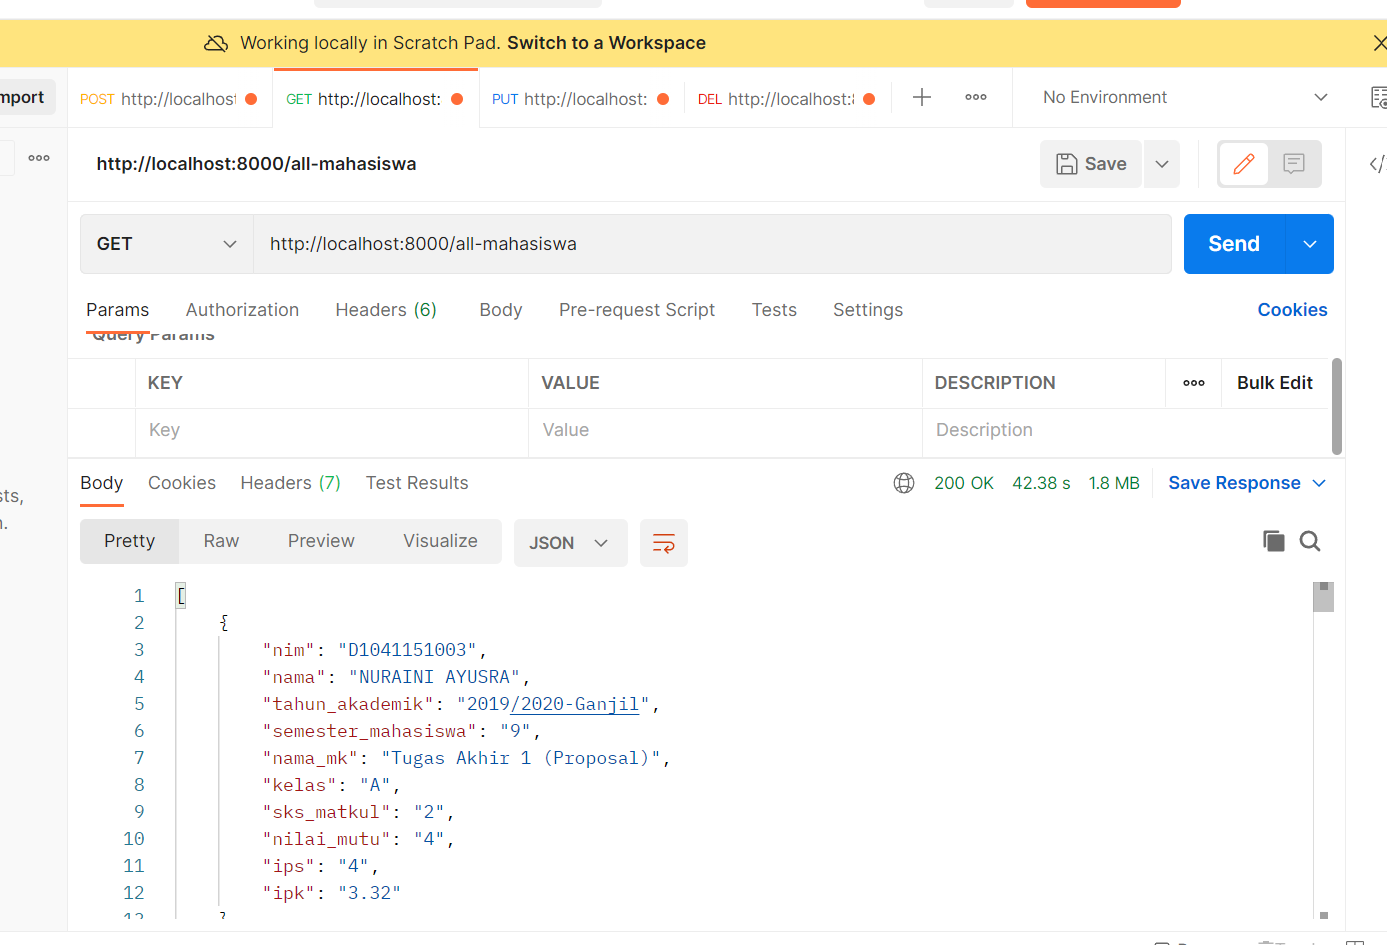 Working locally in Scratch Pad. Switch to a Workspace
mport
POST http://localhost
GET http://localhost:
PUT http://localhost:
DEL http://localhost:
No Environment
http://localhost:8000/all-mahasiswa
Save
GET
http://localhost:8000/all-mahasiswa
Send
Params Authorization Headers (6) Body Pre-request Script Tests Settings Cookies
Query Params
KEY VALUE DESCRIPTION Bulk Edit
Key Value Description
Body Cookies Headers (7) Test Results 200 OK 42.38 s 1.8 MB Save Response
sts,
Pretty Raw Preview Visualize JSON
1 [
2 {
3 "nim": "D1041151003",
4 "nama": "NURAINI AYUSRA",
5 "tahun_akademik": "2019/2020-Ganjil",
6 "semester_mahasiswa": "9",
7 "nama_mk": "Tugas Akhir 1 (Proposal)",
8 "kelas": "A",
9 "sks_matkul": "2",
10 "nilai_mutu": "4",
11 "ips": "4",
12 "ipk": "3.32"
13 }